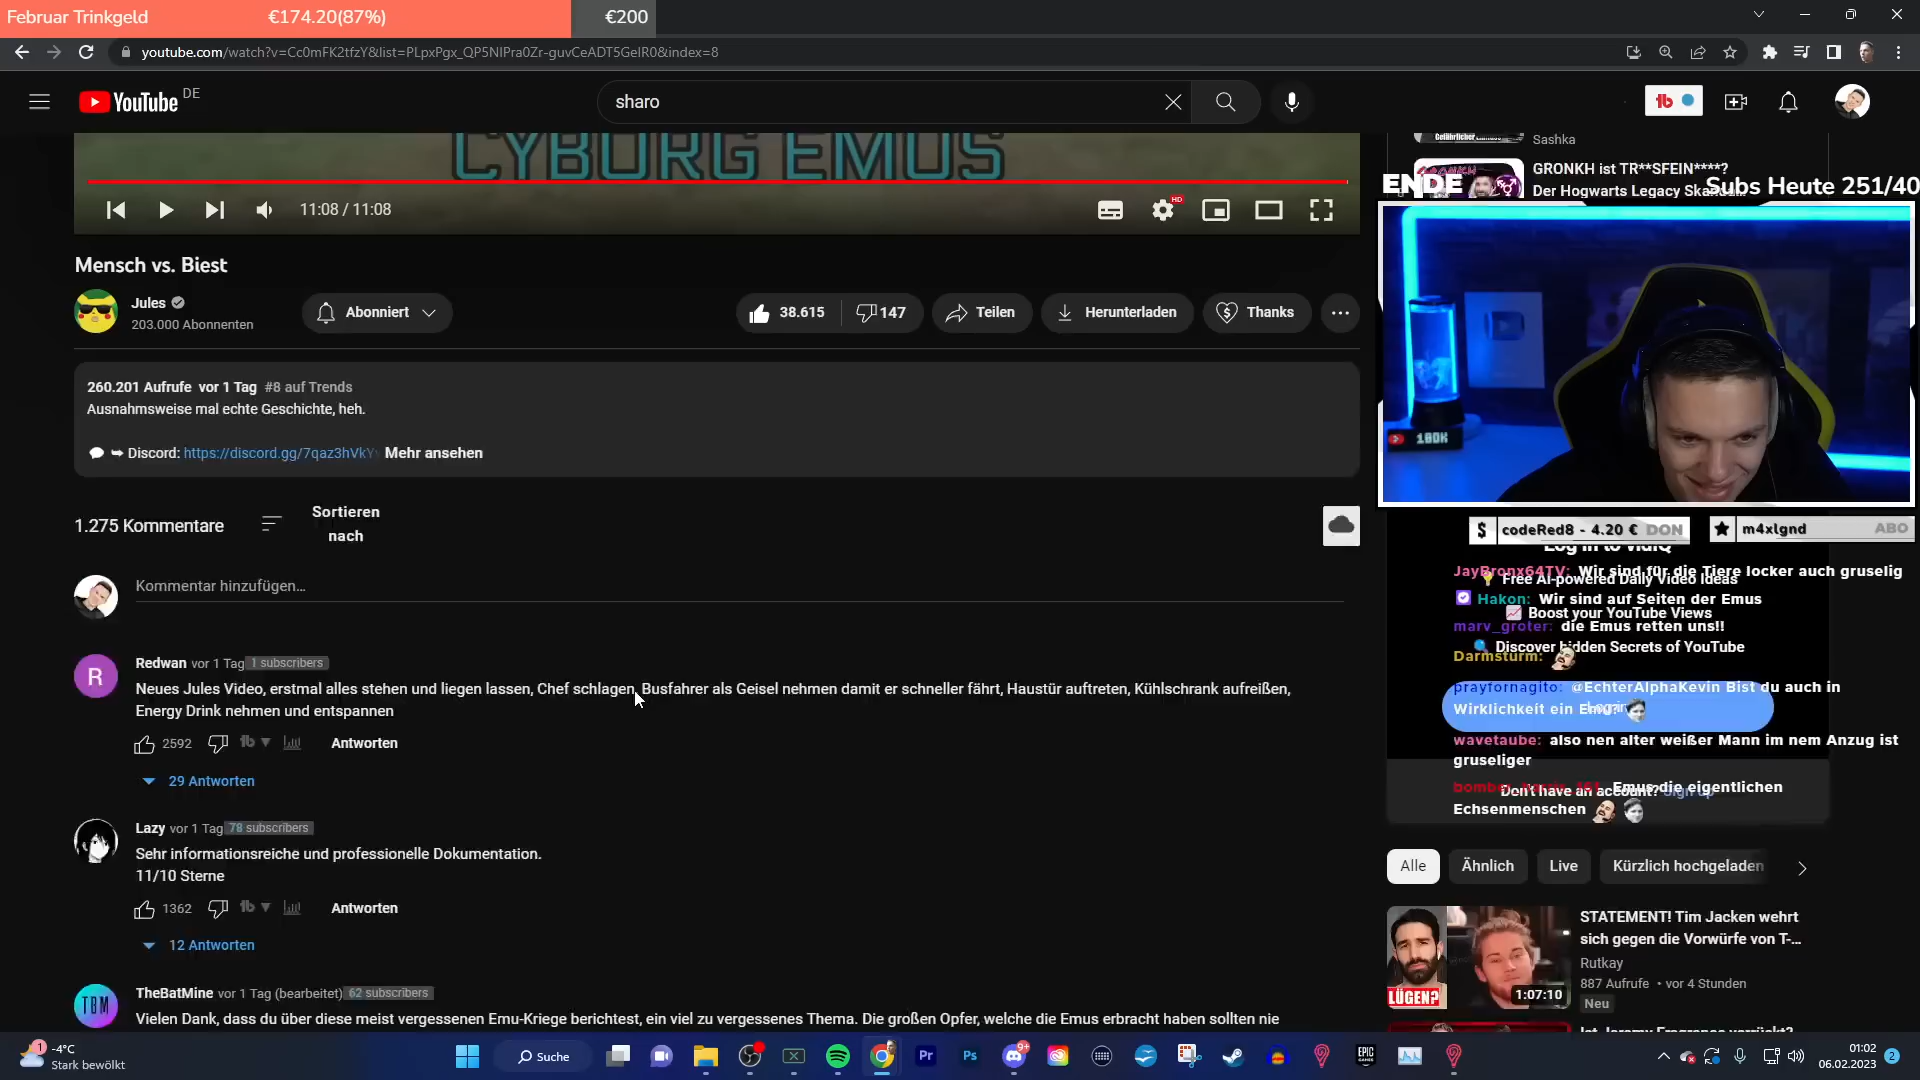 Februar Trinkgeld €174.20(87%) €200
youtube.com/watch?v=Cc0mFK2tfzY&list=PLpxPgx_QP5NIPra0Zr-guvCeADT5GelR0&index=8
YouTube DE
sharo
CYBORG EMUS
11:08 / 11:08
HD
Mensch vs. Biest
Jules
203.000 Abonnenten
Abonniert
38.615
147
Teilen
Herunterladen
Thanks
260.201 Aufrufe vor 1 Tag #8 auf Trends
Ausnahmsweise mal echte Geschichte, heh.
Discord: https://discord.gg/7qaz3hVkY Mehr ansehen
1.275 Kommentare
Sortieren
nach
Kommentar hinzufügen...
Redwan vor 1 Tag 1 subscribers
R
Neues Jules Video, erstmal alles stehen und liegen lassen, Chef schlagen, Busfahrer als Geisel nehmen damit er schneller fährt, Haustür auftreten, Kühlschrank aufreißen,
Energy Drink nehmen und entspannen
2592
Antworten
29 Antworten
Lazy vor 1 Tag 78 subscribers
Sehr informationsreiche und professionelle Dokumentation.
11/10 Sterne
1362
Antworten
12 Antworten
TheBatMine vor 1 Tag (bearbeitet) 62 subscribers
TBM
Vielen Dank, dass du über diese meist vergessenen Emu-Kriege berichtest, ein viel zu vergessenes Thema. Die großen Opfer, welche die Emus erbracht haben sollten nie
Sashka
GRONKH ist TR**SFEIN****?
Der Hogwarts Legacy
ENDE
Subs Heute 251/40
180K
$ codeRed8 - 4.20 € DON
m4xlgnd ABO
Log in to vidIQ
JayBronx64TV: Wir sind für die Tiere locker auch gruselig
Free AI-powered Daily Video Ideas
Hakon: Wir sind auf Seiten der Emus
Boost your YouTube Views
marv_groter: die Emus retten uns!!
Discover hidden Secrets of YouTube
Darmsturm:
prayfornagito: @EchterAlphaKevin Bist du auch in
Wirklichkeit ein Emu?
Log in
wavetaube: also nen alter weißer Mann im nem Anzug ist
gruseliger
Emus die eigentlichen
Don't have an account? Sign up
Echsenmenschen
Alle
Ähnlich
Live
Kürzlich hochgeladen
STATEMENT! Tim Jacken wehrt
sich gegen die Vorwürfe von T-...
Rutkay
887 Aufrufe • vor 4 Stunden
Neu
LÜGEN?
1:07:10
1
-4°C
Stark bewölkt
Suche
Pr
Ps
9+
EPIC
GAMES
01:02
06.02.2023
2